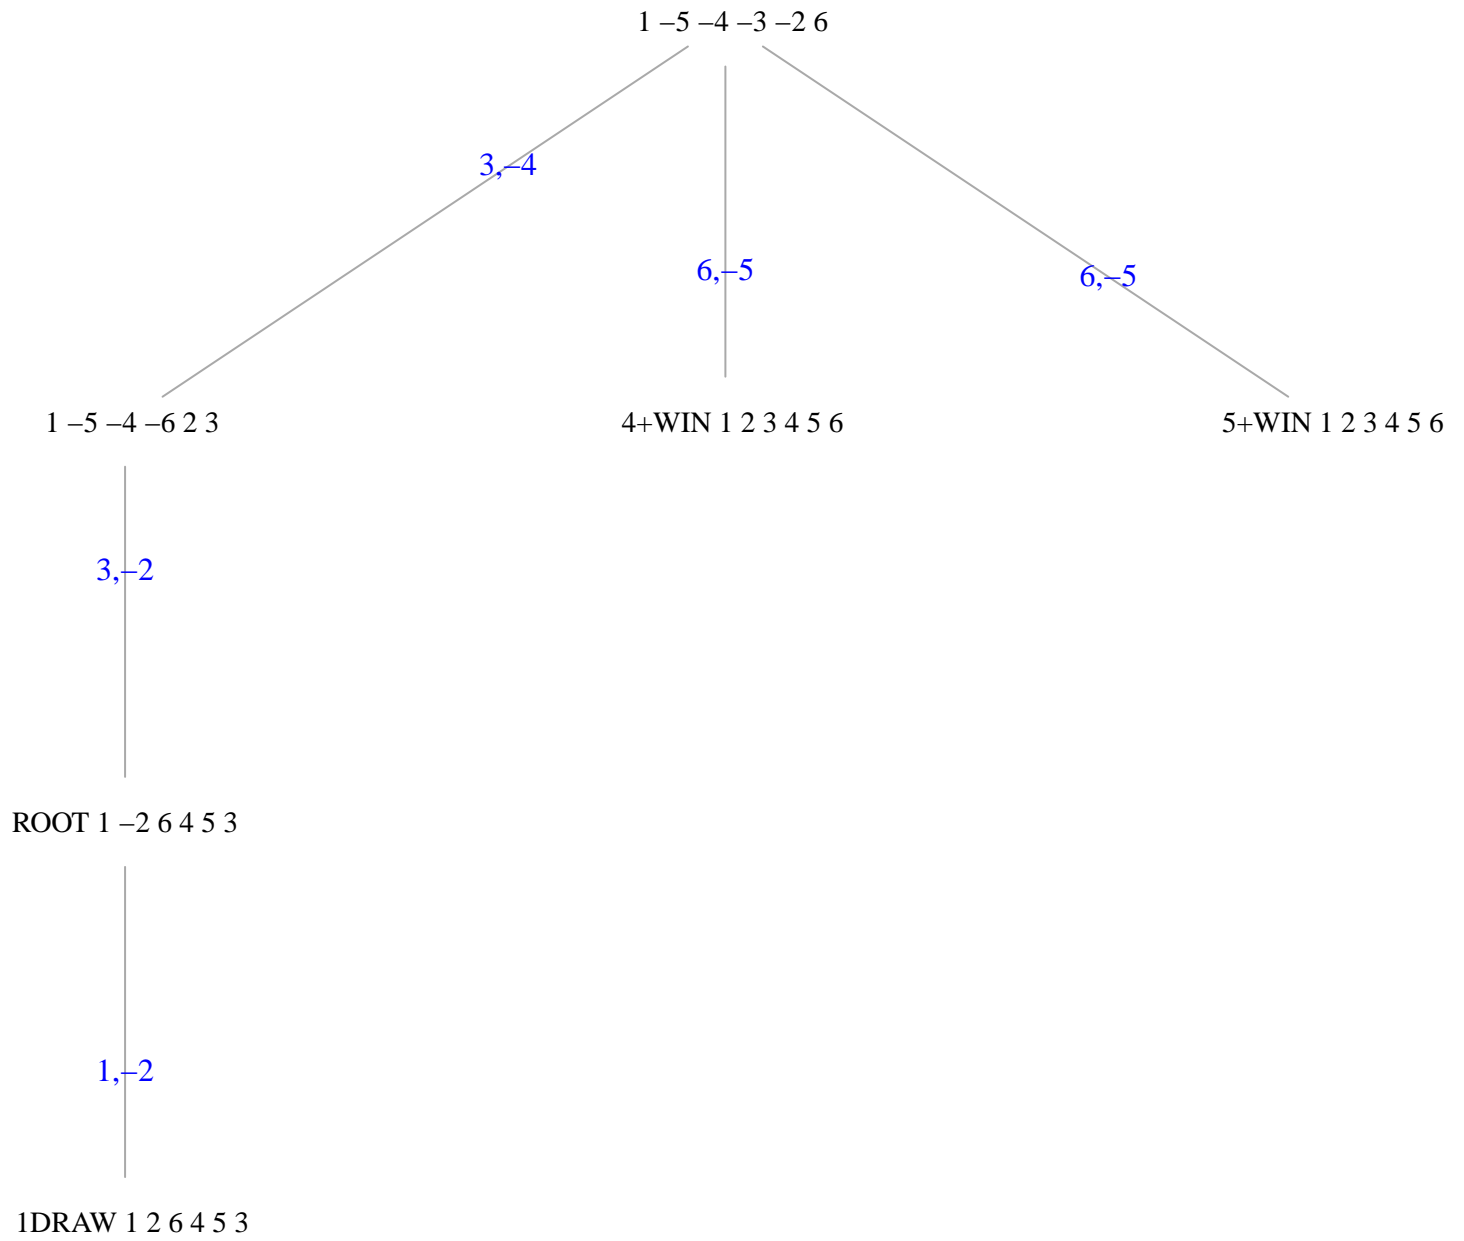 1 –5 –4 –3 –2 6
3,–4
6,–5
6,–5
1 –5 –4 –6 2 3
4+WIN 1 2 3 4 5 6
5+WIN 1 2 3 4 5 6
3,–2
ROOT 1 –2 6 4 5 3
1,–2
1DRAW 1 2 6 4 5 3